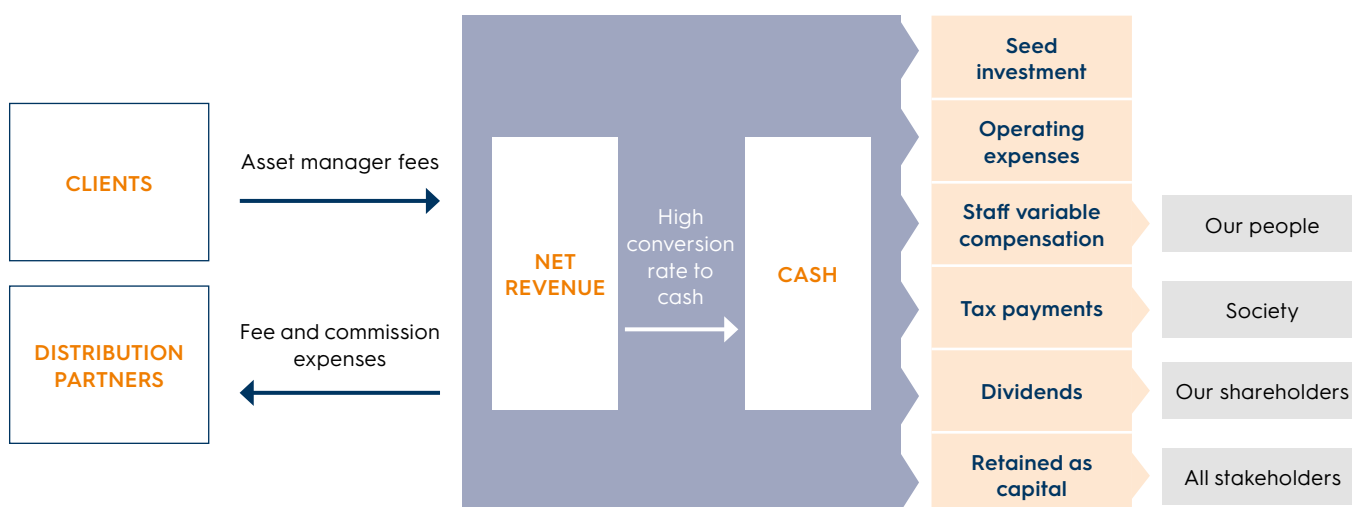 CLIENTS
Asset manager fees
DISTRIBUTION
PARTNERS
Fee and commission
expenses
NET
REVENUE
High
conversion
rate to
cash
CASH
Seed
investment
Operating
expenses
Staff variable
compensation
Our people
Tax payments
Society
Dividends
Our shareholders
Retained as
capital
All stakeholders